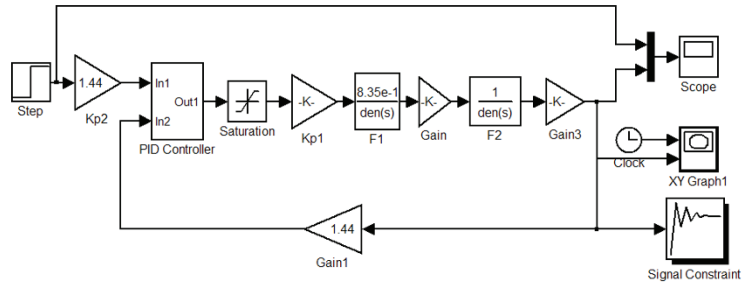 Step
1.44
Kp2
In1
In2
Out1
PID Controller
Saturation
-K-
Kp1
8.35e-1
den(s)
F1
-K-
Gain
1
den(s)
F2
-K-
Gain3
Scope
Clock
XY Graph1
1.44
Gain1
Signal Constraint